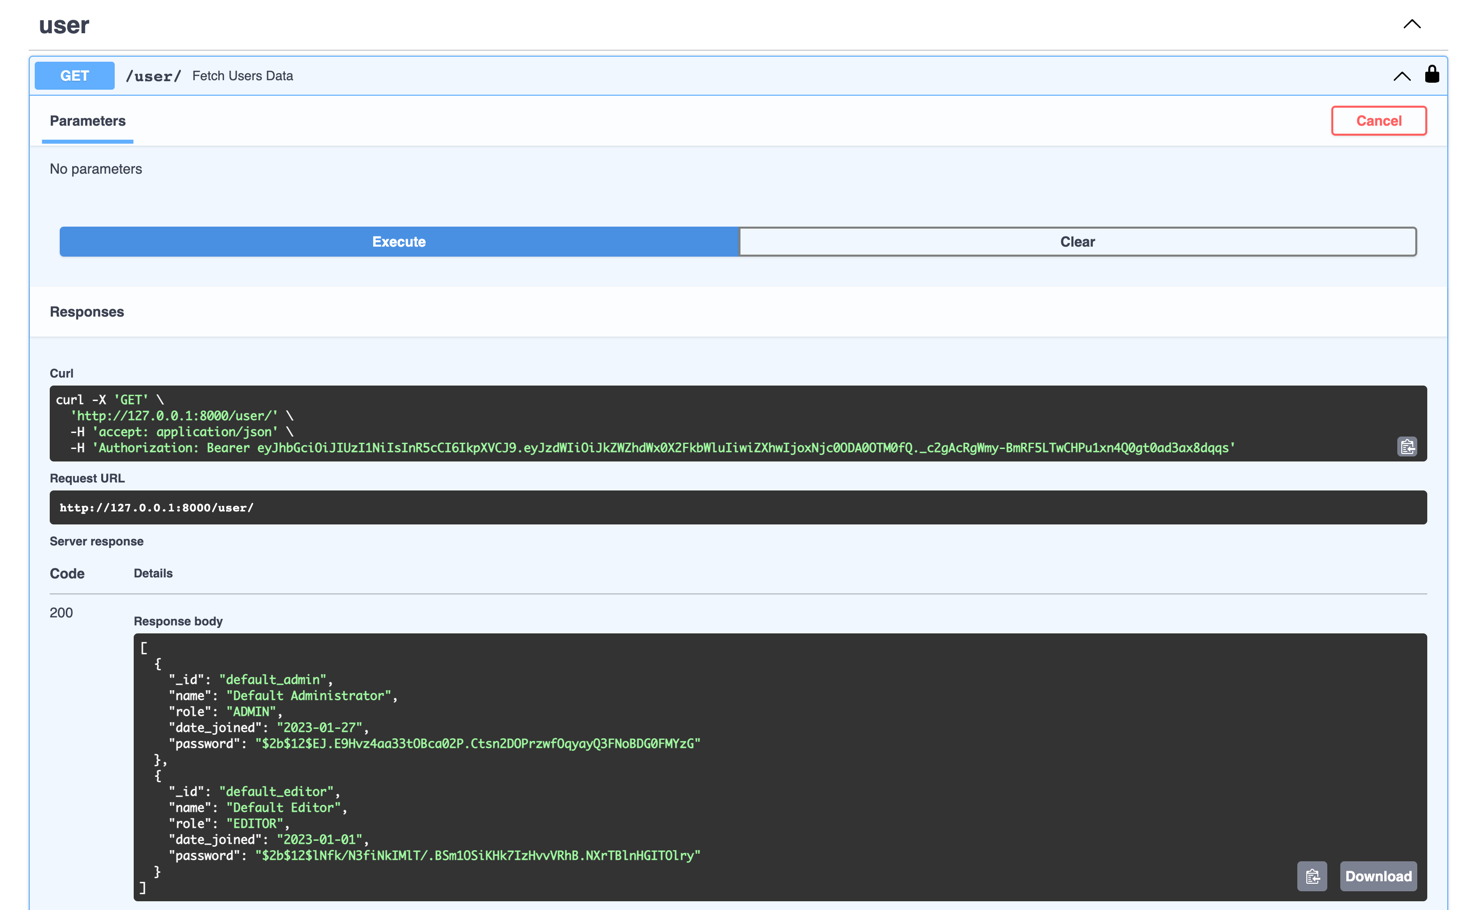 user
GET /user/ Fetch Users Data
Parameters
Cancel
No parameters
Execute
Clear
Responses
Curl
curl -X 'GET' \
'http://127.0.0.1:8000/user/' \
-H 'accept: application/json' \
-H 'Authorization: Bearer eyJhbGciOiJIUzI1NiIsInR5cCI6IkpXVCJ9.eyJzdWIiOiJkZWZhdWx0X2FkbWluIiwiZXhwIjoxNjc0ODA0OTM0fQ._c2gAcRgWmy-BmRF5LTwCHPu1xn4Q0gt0ad3ax8dqqs'
Request URL
http://127.0.0.1:8000/user/
Server response
Code Details
200
Response body
[
{
"_id": "default_admin",
"name": "Default Administrator",
"role": "ADMIN",
"date_joined": "2023-01-27",
"password": "$2b$12$EJ.E9Hvz4aa33tOBca02P.Ctsn2DOPrzwfOqyayQ3FNoBDG0FMYzG"
},
{
"_id": "default_editor",
"name": "Default Editor",
"role": "EDITOR",
"date_joined": "2023-01-01",
"password": "$2b$12$lNfk/N3fiNkIMlT/.BSm1OSiKHk7IzHvvVRhB.NXrTBlnHGITOlry"
}
]
Download